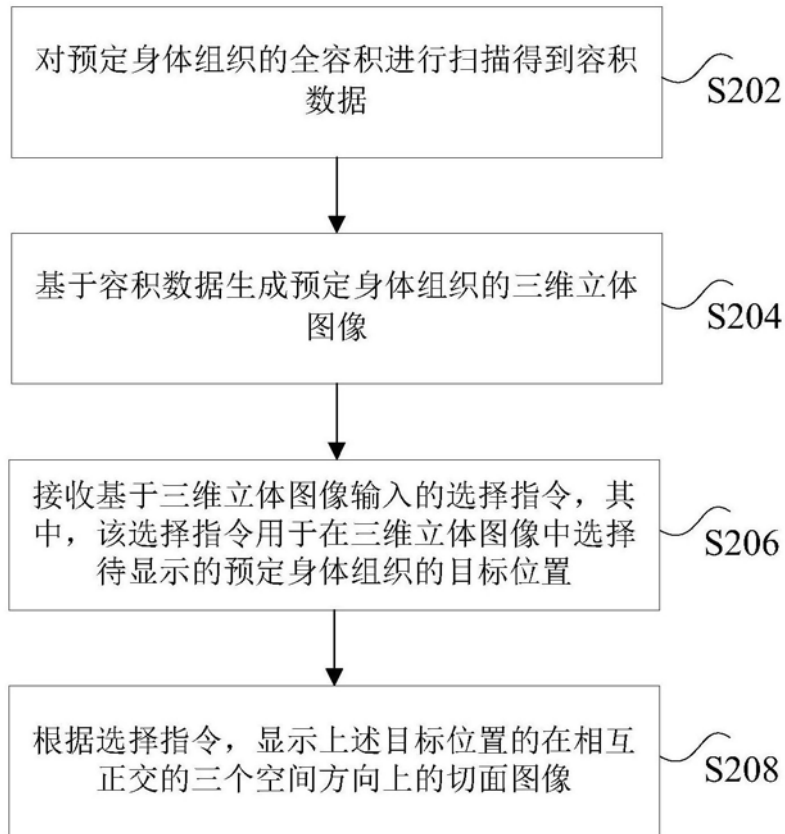 对预定身体组织的全容积进行扫描得到容积
数据
S202
基于容积数据生成预定身体组织的三维立体
图像
S204
接收基于三维立体图像输入的选择指令，其
中，该选择指令用于在三维立体图像中选择
待显示的预定身体组织的目标位置
S206
根据选择指令，显示上述目标位置的在相互
正交的三个空间方向上的切面图像
S208